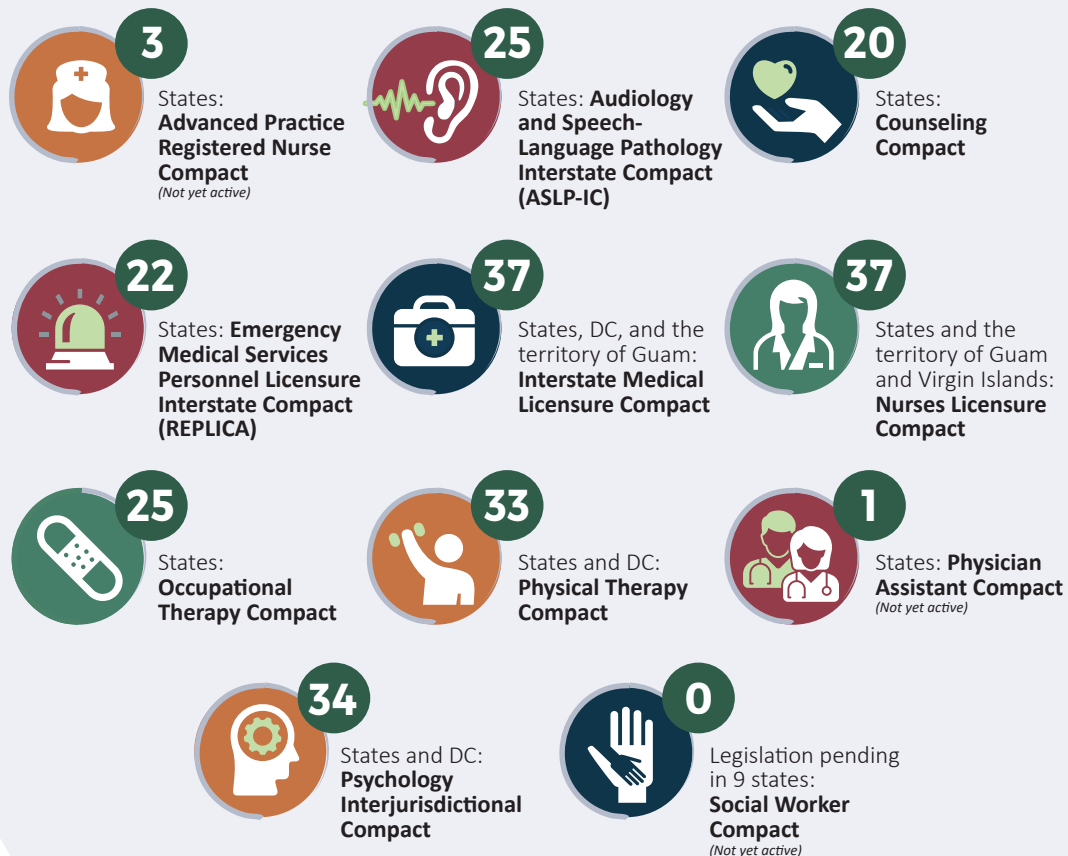 3
States:
Advanced Practice
Registered Nurse
Compact
(Not yet active)
25
States: Audiology
and Speech-
Language Pathology
Interstate Compact
(ASLP-IC)
20
States:
Counseling
Compact
22
States: Emergency
Medical Services
Personnel Licensure
Interstate Compact
(REPLICA)
37
States, DC, and the
territory of Guam:
Interstate Medical
Licensure Compact
37
States and the
territory of Guam
and Virgin Islands:
Nurses Licensure
Compact
25
States:
Occupational
Therapy Compact
33
States and DC:
Physical Therapy
Compact
1
States: Physician
Assistant Compact
(Not yet active)
34
States and DC:
Psychology
Interjurisdictional
Compact
0
Legislation pending
in 9 states:
Social Worker
Compact
(Not yet active)